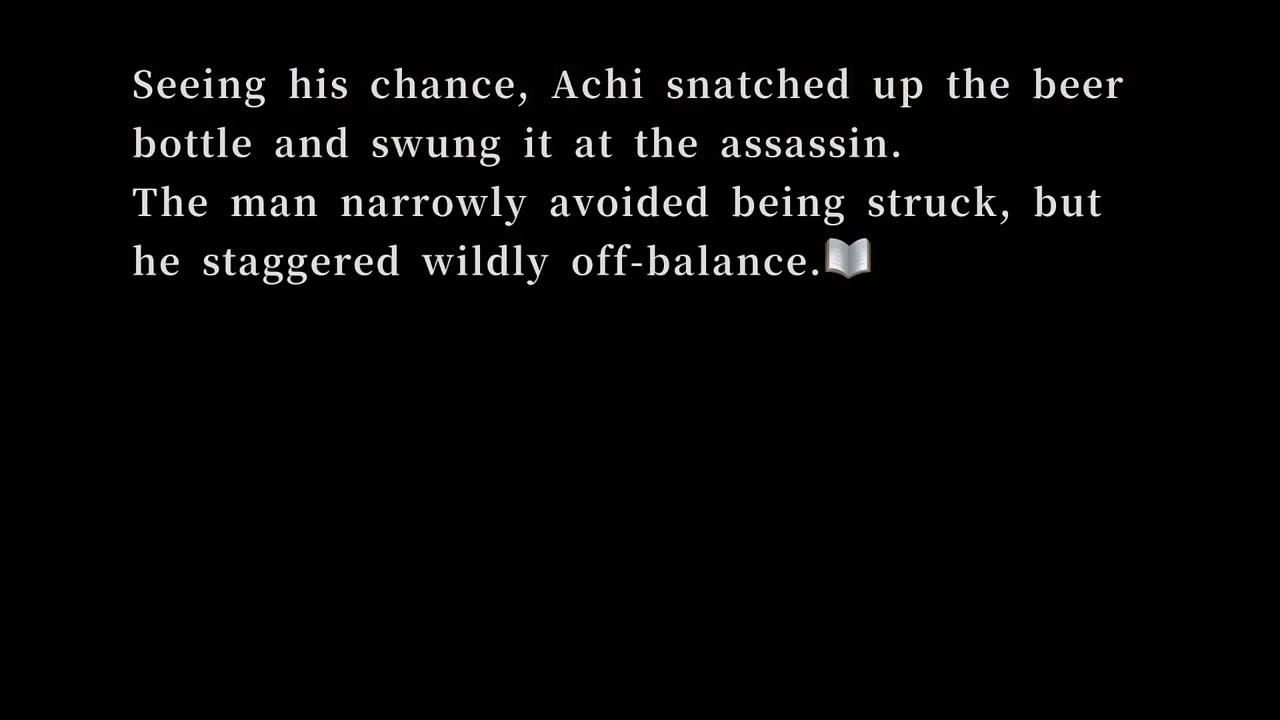 Seeing his chance, Achi snatched up the beer
bottle and swung it at the assassin.
The man narrowly avoided being struck, but
he staggered wildly off-balance.